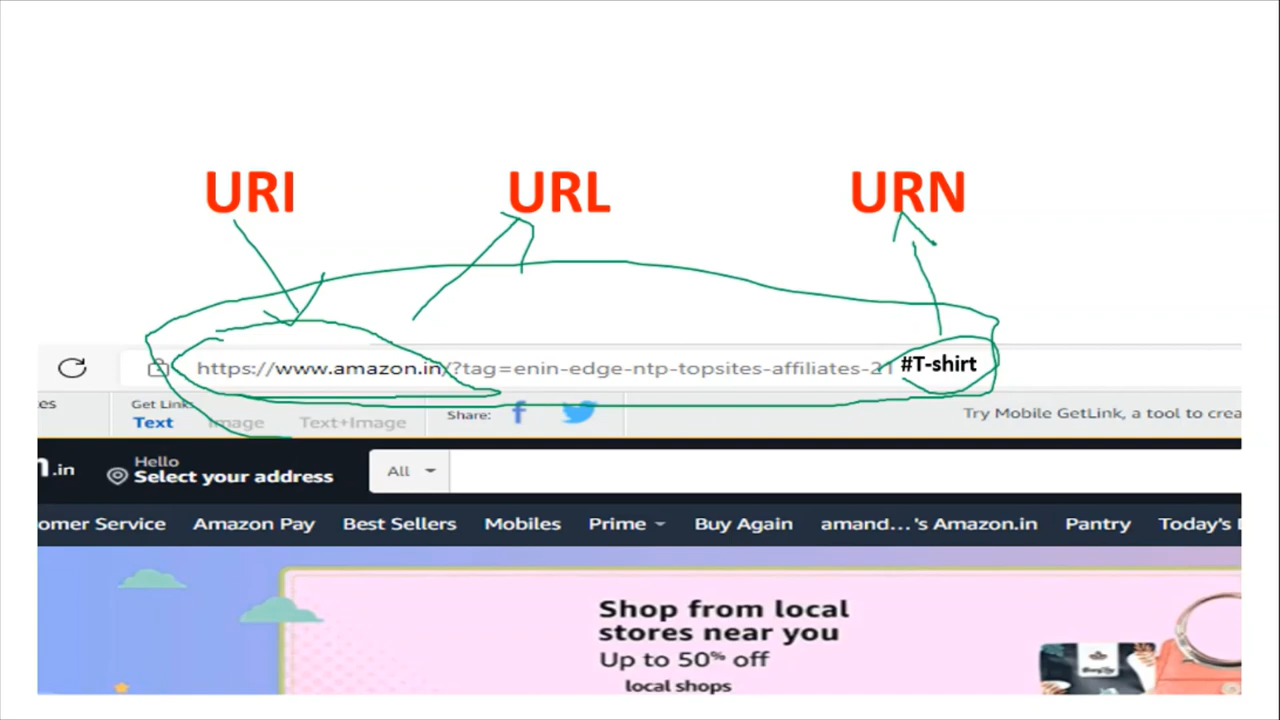 URI URL URN
https://www.amazon.in/?tag=enin-edge-ntp-topsites-affiliates-21 #T-shirt
Get Link
Text Image Text+Image Share: Try Mobile GetLink, a tool to crea
.in Hello
Select your address All
omer Service Amazon Pay Best Sellers Mobiles Prime Buy Again amand...'s Amazon.in Pantry Today's
Shop from local
stores near you
Up to 50% off
local shops